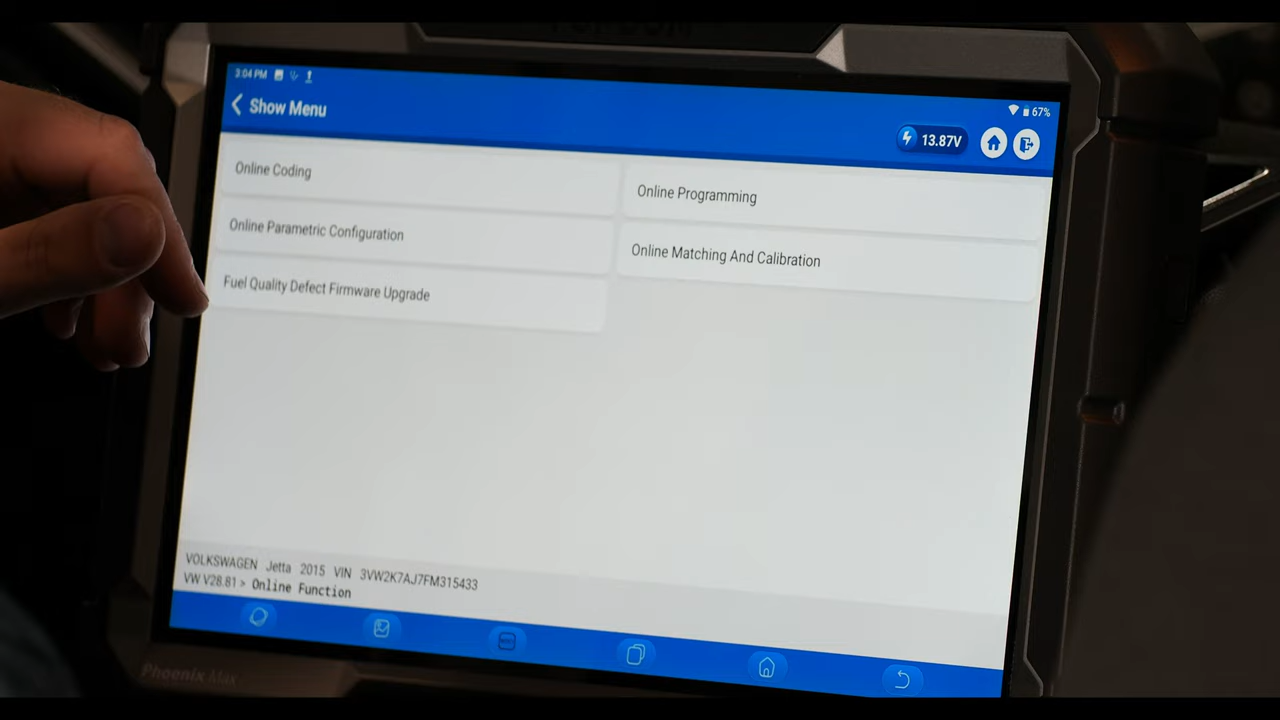 3:04 PM
67%
Show Menu
13.87V
Online Coding
Online Programming
Online Parametric Configuration
Online Matching And Calibration
Fuel Quality Defect Firmware Upgrade
VOLKSWAGEN Jetta 2015 VIN 3VW2K7AJ7FM315433
VW V28.81 > Online Function
Phoenix Max